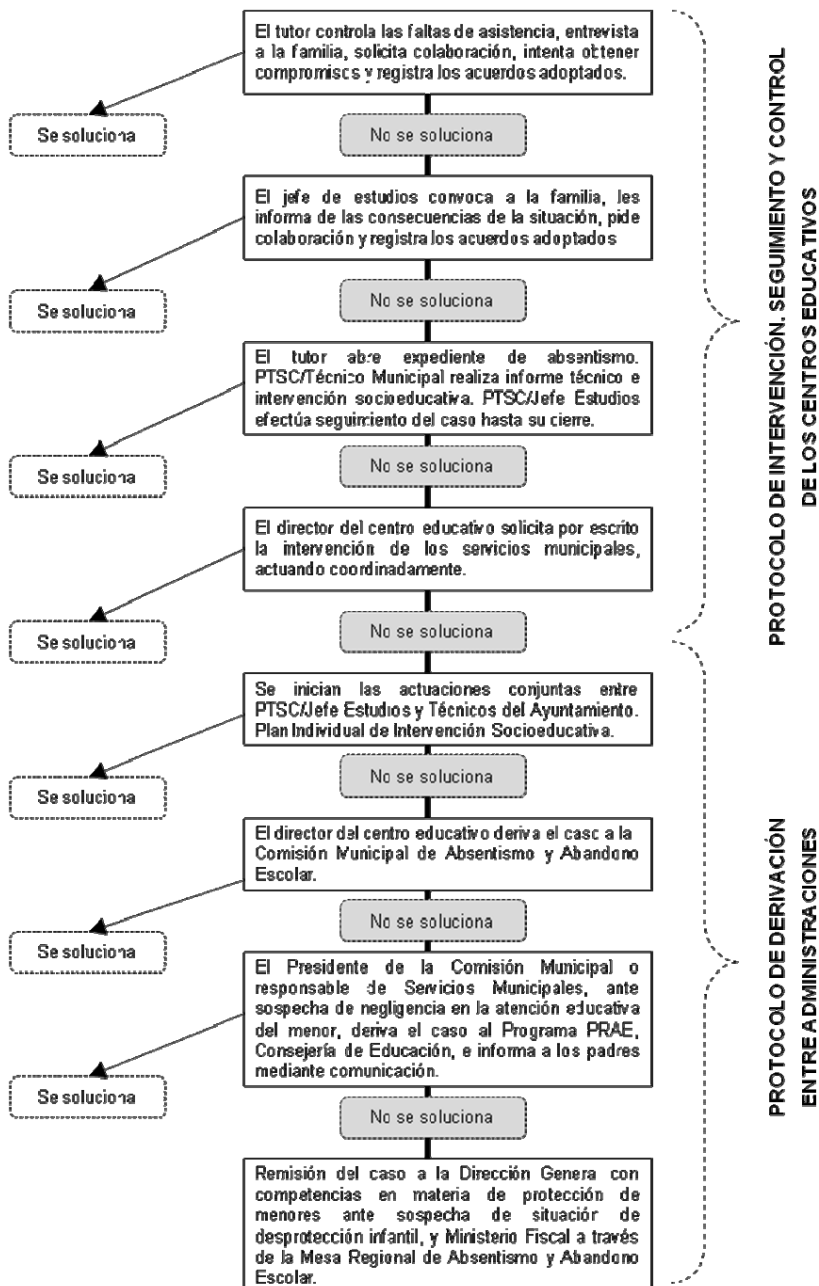 El tutor controla las faltas de asistencia, entrevista
a la familia, solicita colaboración, intenta obtener
compromisos y registra los acuerdos adoptados.
Se soluciona
No se soluciona
El jefe de estudios convoca a la familia, les
informa de las consecuencias de la situación, pide
colaboración y registra los acuerdos adoptados
Se soluciona
No se soluciona
El tutor abre expediente de absentismo.
PTSC/Técnico Municipal realiza informe técnico e
intervención socioeducativa. PTSC/Jefe Estudios
efectúa seguimiento del caso hasta su cierre.
Se soluciona
No se soluciona
El director del centro educativo solicita por escrito
la intervención de los servicios municipales,
actuando coordinadamente.
Se soluciona
No se soluciona
PROTOCOLO DE INTERVENCIÓN, SEGUIMIENTO Y CONTROL
DE LOS CENTROS EDUCATIVOS
Se inician las actuaciones conjuntas entre
PTSC/Jefe Estudios y Técnicos del Ayuntamiento.
Plan Individual de Intervención Socioeducativa.
Se soluciona
No se soluciona
El director del centro educativo deriva el caso a la
Comisión Municipal de Absentismo y Abandono
Escolar.
Se soluciona
No se soluciona
El Presidente de la Comisión Municipal o
responsable de Servicios Municipales, ante
sospecha de negligencia en la atención educativa
del menor, deriva el caso al Programa PRAE,
Consejería de Educación, e informa a los padres
mediante comunicación.
Se soluciona
No se soluciona
Remisión del caso a la Dirección Genera con
competencias en materia de protección de
menores ante sospecha de situación de
desprotección infantil, y Ministerio Fiscal a través
de la Mesa Regional de Absentismo y Abandono
Escolar.
PROTOCOLO DE DERIVACIÓN
ENTRE ADMINISTRACIONES